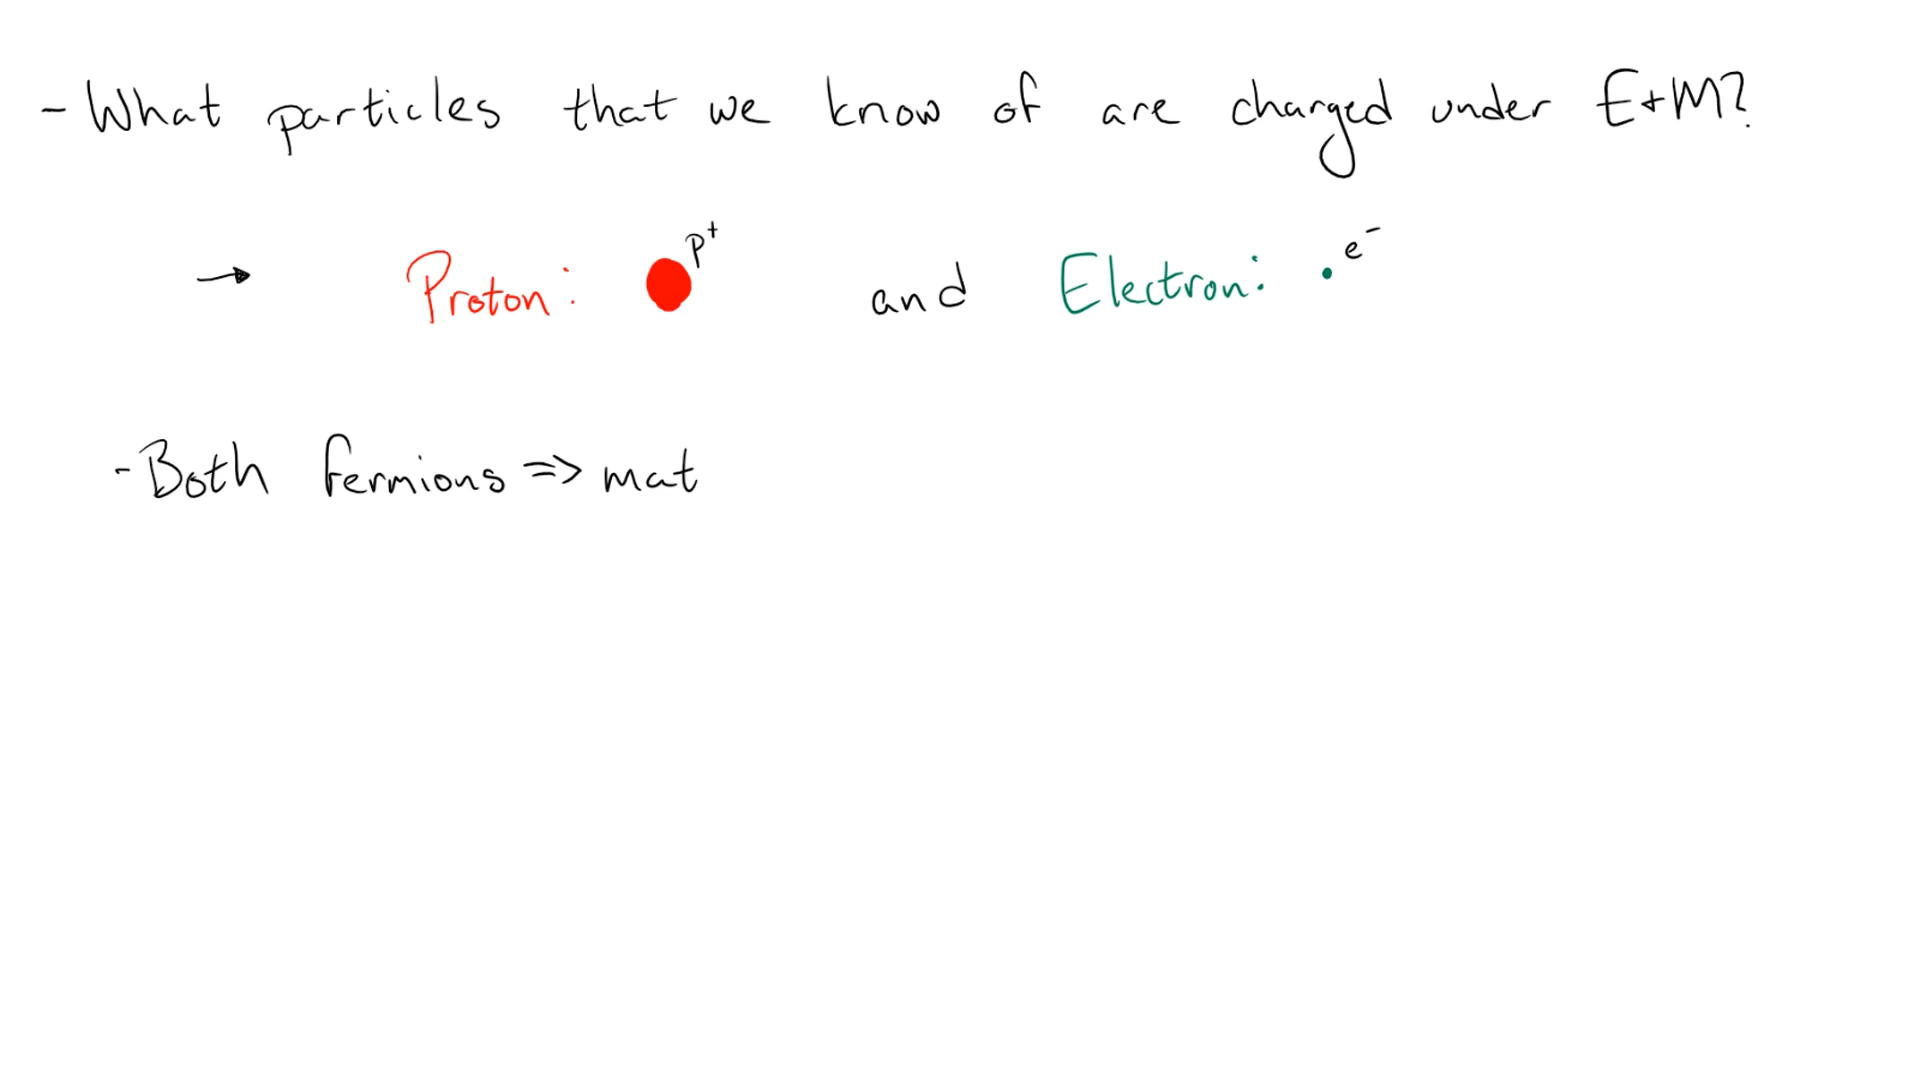 - What particles that we know of are charged under E+M?
→ Proton: p⁺ and Electron: e⁻
- Both fermions => mat